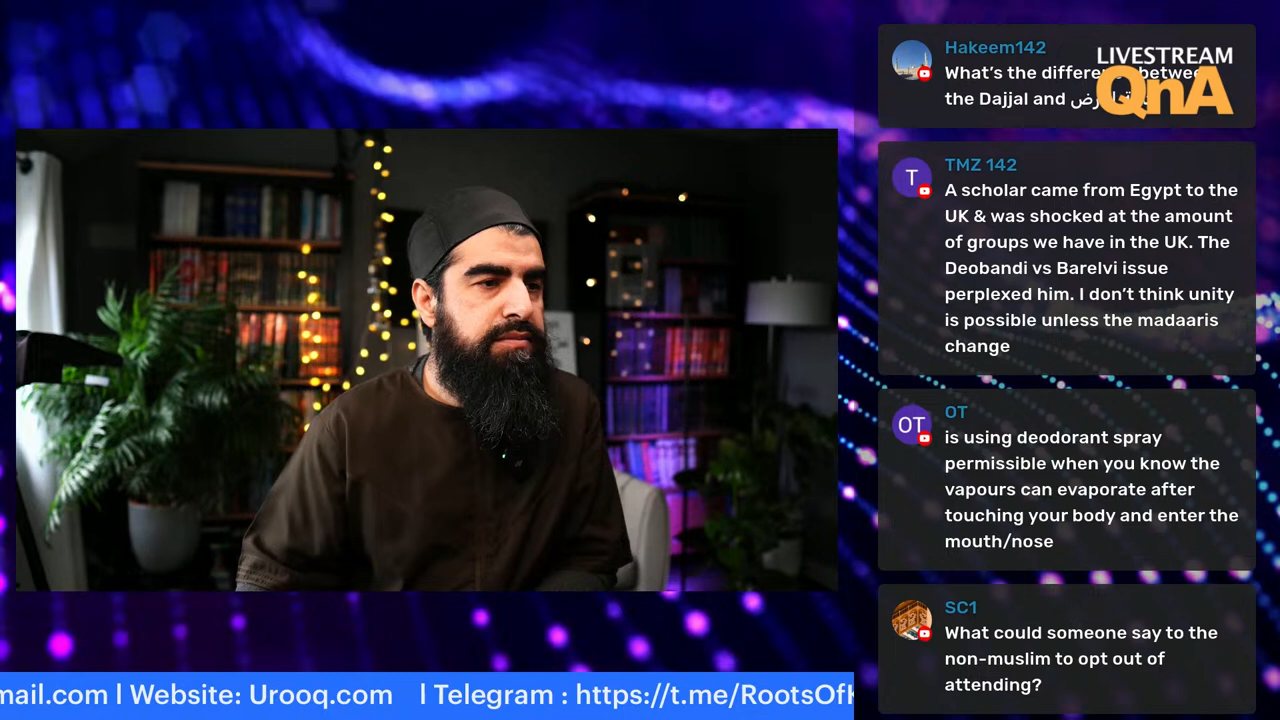 Hakeem142
What’s the difference between
the Dajjal and
LIVESTREAM
QnA
TMZ 142
T
A scholar came from Egypt to the
UK & was shocked at the amount
of groups we have in the UK. The
Deobandi vs Barelvi issue
perplexed him. I don’t think unity
is possible unless the madaaris
change
OT
OT
is using deodorant spray
permissible when you know the
vapours can evaporate after
touching your body and enter the
mouth/nose
SC1
What could someone say to the
non-muslim to opt out of
attending?
mail.com | Website: Urooq.com | Telegram : https://t.me/RootsOf